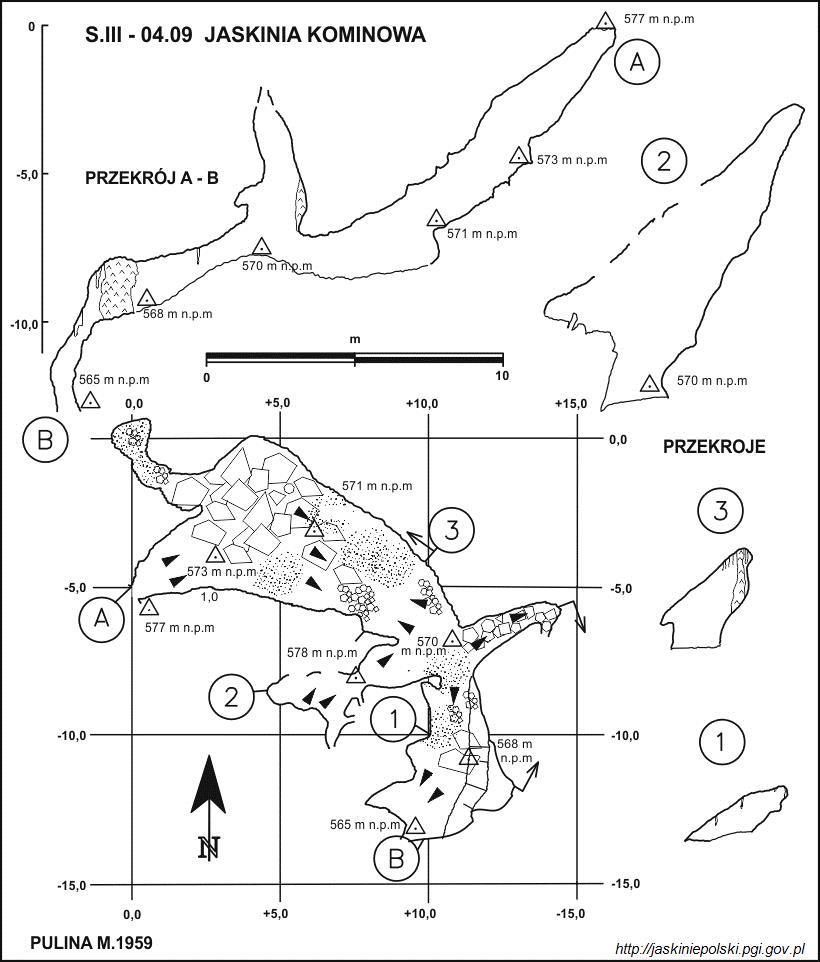 0
S.III - 04.09 JASKINIA KOMINOWA
577 m n.p.m
A
573 m n.p.m
2
-5,0
PRZEKRÓJ A - B
571 m n.p.m
570 m n.p.m
568 m n.p.m
-10,0
m
0
10
565 m n.p.m
570 m n.p.m
0,0
+5,0
+10,0
+15,0
B
0,0
PRZEKROJE
571 m n.p.m
3
3
573 m n.p.m
-5,0
-5,0
1,0
A
577 m n.p.m
570
m n.p.m
578 m n.p.m
2
1
1
-10,0
-10,0
568 m
n.p.m
565 m n.p.m
N
B
-15,0
-15,0
0,0
+5,0
+10,0
-15,0
PULINA M.1959
http://jaskiniepolski.pgi.gov.pl